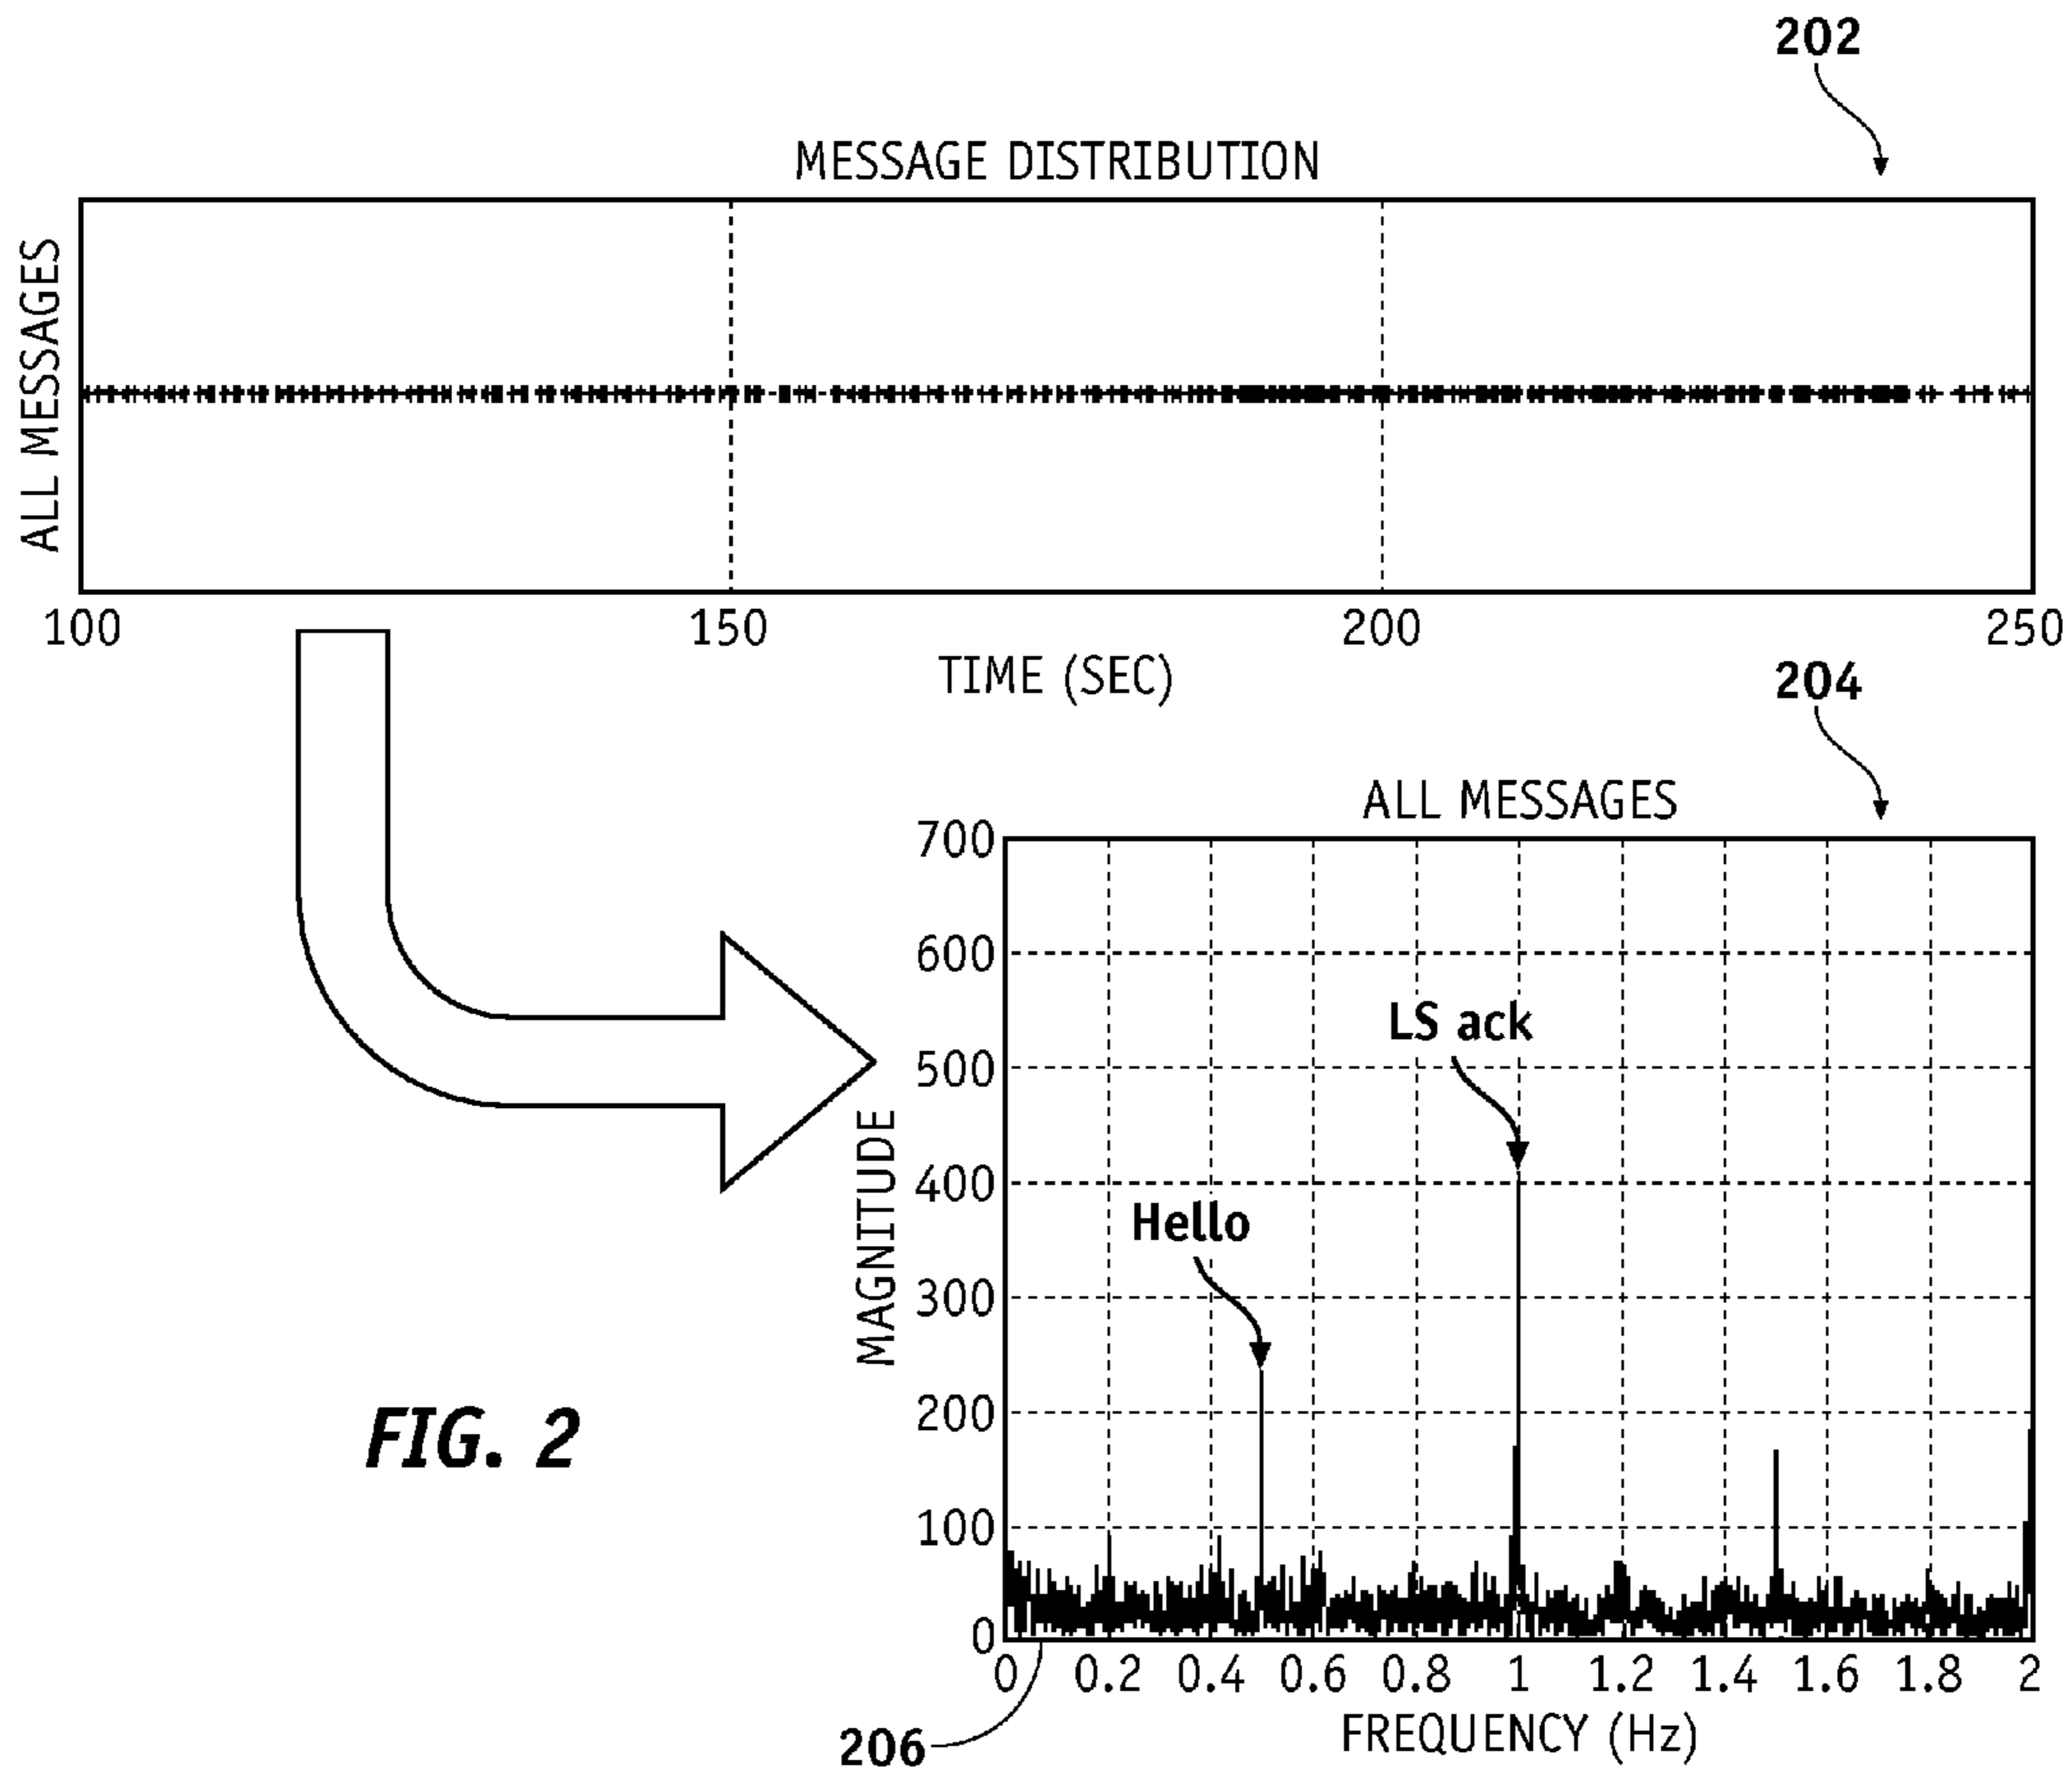 202
MESSAGE DISTRIBUTION
ALL MESSAGES
100 150 200 250
TIME (SEC)
204
ALL MESSAGES
MAGNITUDE
700
600
500
400
300
200
100
0
LS ack
Hello
0 0.2 0.4 0.6 0.8 1 1.2 1.4 1.6 1.8 2
FREQUENCY (Hz)
206
FIG. 2